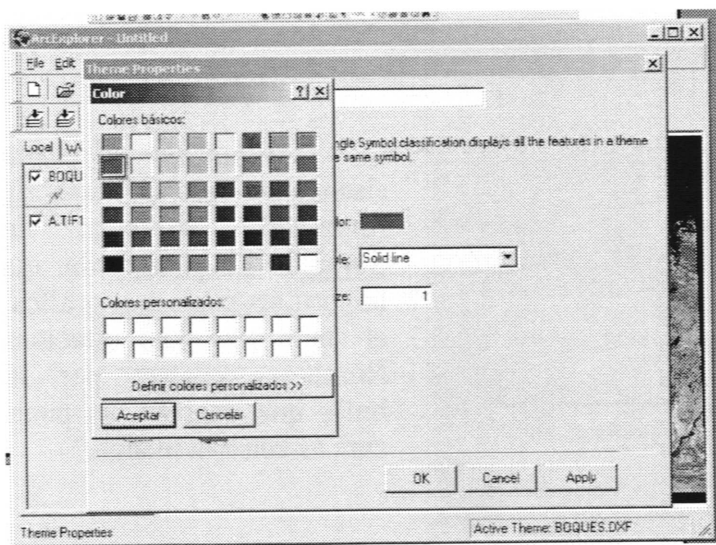 ArcExplorer - Untitled
File Edit
Theme Properties
Color
Colores básicos:
ngle Symbol classification displays all the features in a theme
e same symbol.
Local
BOQU
A.TIF1
lor:
le: Solid line
ze: 1
Colores personalizados:
Definir colores personalizados >>
Aceptar Cancelar
OK Cancel Apply
Theme Properties
Active Theme: BOQUES.DXF